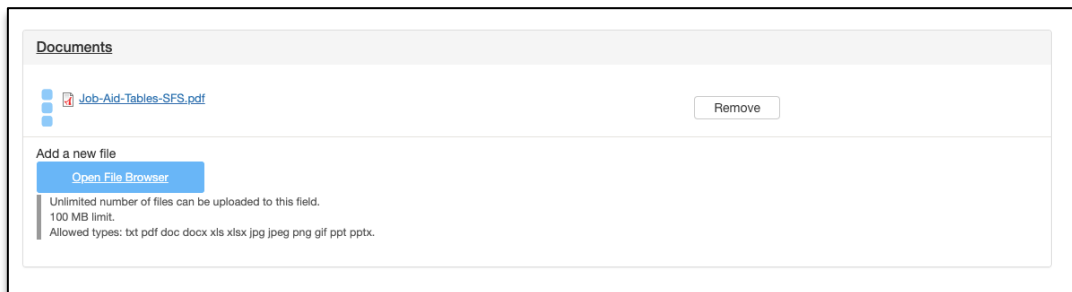 Documents
Job-Aid-Tables-SFS.pdf
Remove
Add a new file
Open File Browser
Unlimited number of files can be uploaded to this field.
100 MB limit.
Allowed types: txt pdf doc docx xls xlsx jpg jpeg png gif ppt pptx.